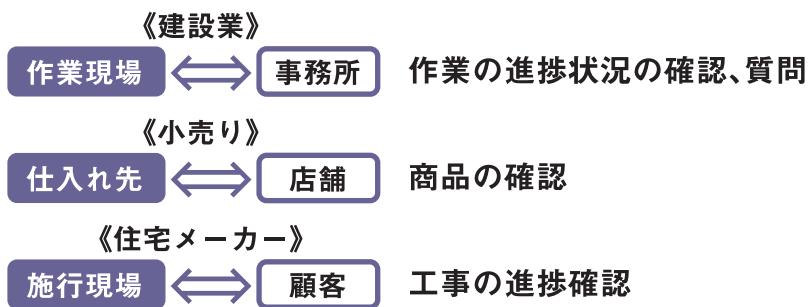 《建設業》
作業現場 事務所 作業の進捗状況の確認、質問
《小売り》
仕入れ先 店舗 商品の確認
《住宅メーカー》
施行現場 顧客 工事の進捗確認